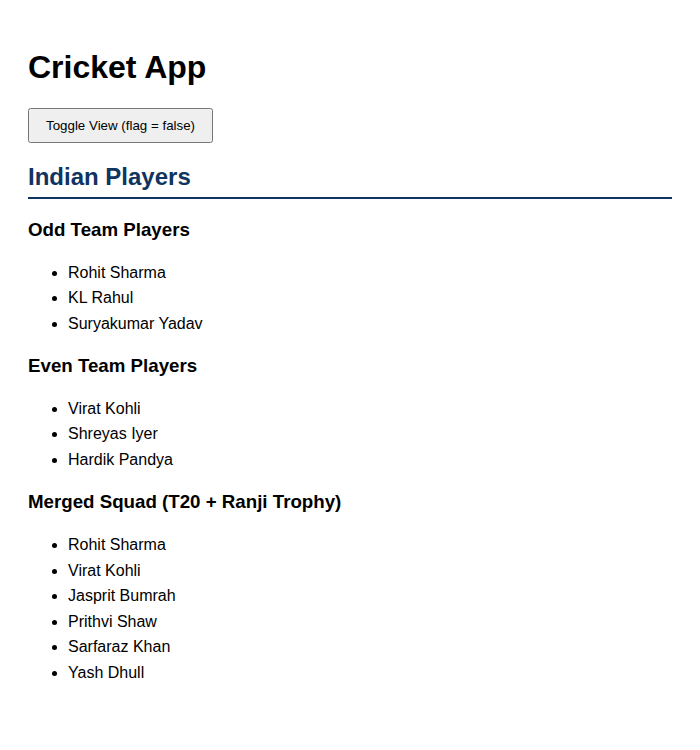 Cricket App
Toggle View (flag = false)
Indian Players
Odd Team Players
Rohit Sharma
KL Rahul
Suryakumar Yadav
Even Team Players
Virat Kohli
Shreyas Iyer
Hardik Pandya
Merged Squad (T20 + Ranji Trophy)
Rohit Sharma
Virat Kohli
Jasprit Bumrah
Prithvi Shaw
Sarfaraz Khan
Yash Dhull